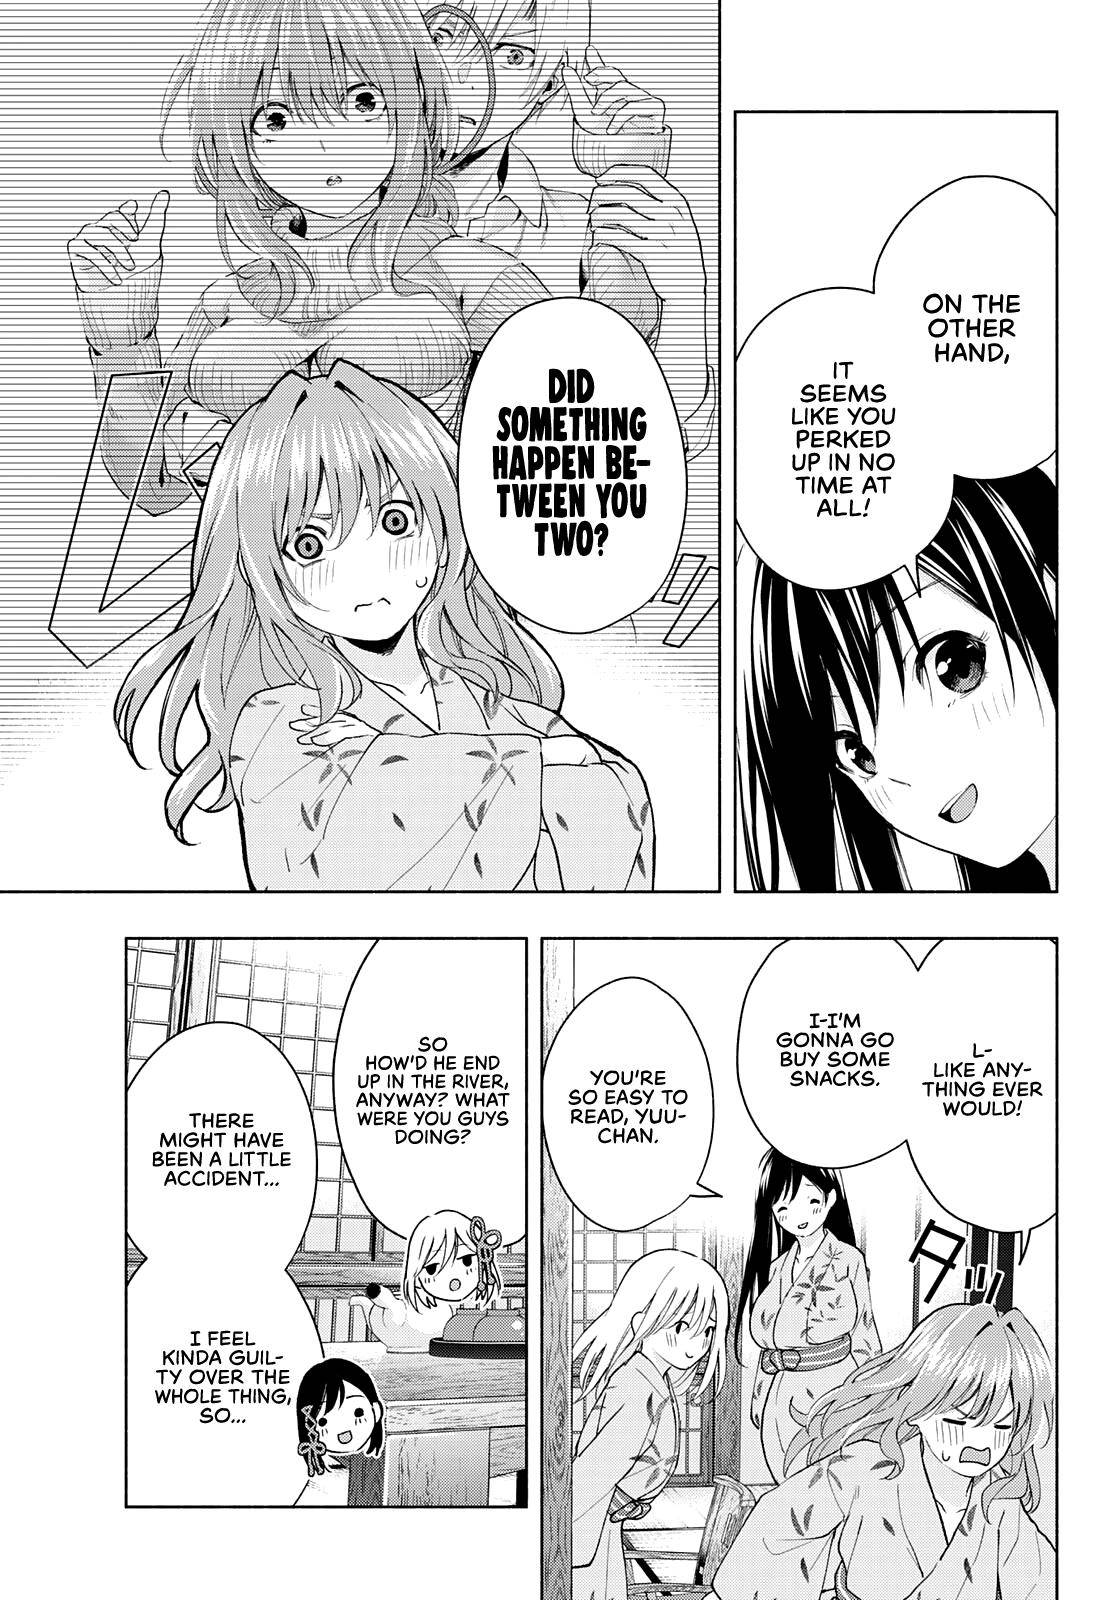 ON THE
OTHER
HAND,
IT
SEEMS
LIKE YOU
PERKED
UP IN NO
TIME AT
ALL!
DID
SOMETHING
HAPPEN BE-
TWEEN YOU
TWO?
L-
LIKE ANY-
THING EVER
WOULD!
I-I'M
GONNA GO
BUY SOME
SNACKS.
YOU'RE
SO EASY TO
READ, YUU-
CHAN.
ダッ
SO
HOW'D HE END
UP IN THE RIVER,
ANYWAY? WHAT
WERE YOU GUYS
DOING?
THERE
MIGHT HAVE
BEEN A LITTLE
ACCIDENT...
I FEEL
KINDA GUIL-
TY OVER THE
WHOLE THING,
SO...